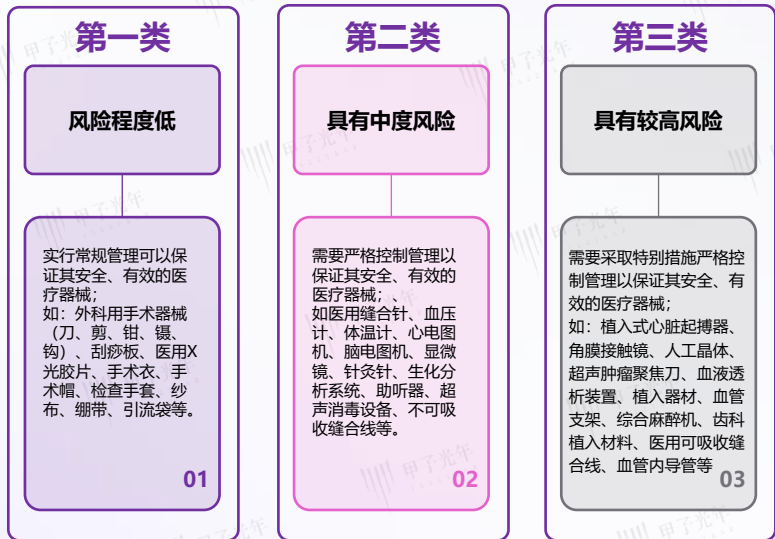 第一类
风险程度低
实行常规管理可以保
证其安全、有效的医
疗器械；
如：外科用手术器械
（刀、剪、钳、镊、
钩）、刮痧板、医用X
光胶片、手术衣、手
术帽、检查手套、纱
布、绷带、引流袋等。
01
第二类
具有中度风险
需要严格控制管理以
保证其安全、有效的
医疗器械；、
如医用缝合针、血压
计、体温计、心电图
机、脑电图机、显微
镜、针灸针、生化分
析系统、助听器、超
声消毒设备、不可吸
收缝合线等。
02
第三类
具有较高风险
需要采取特别措施严格控
制管理以保证其安全、有
效的医疗器械；
如：植入式心脏起搏器、
角膜接触镜、人工晶体、
超声肿瘤聚焦刀、血液透
析装置、植入器材、血管
支架、综合麻醉机、齿科
植入材料、医用可吸收缝
合线、血管内导管等
03
甲子光年